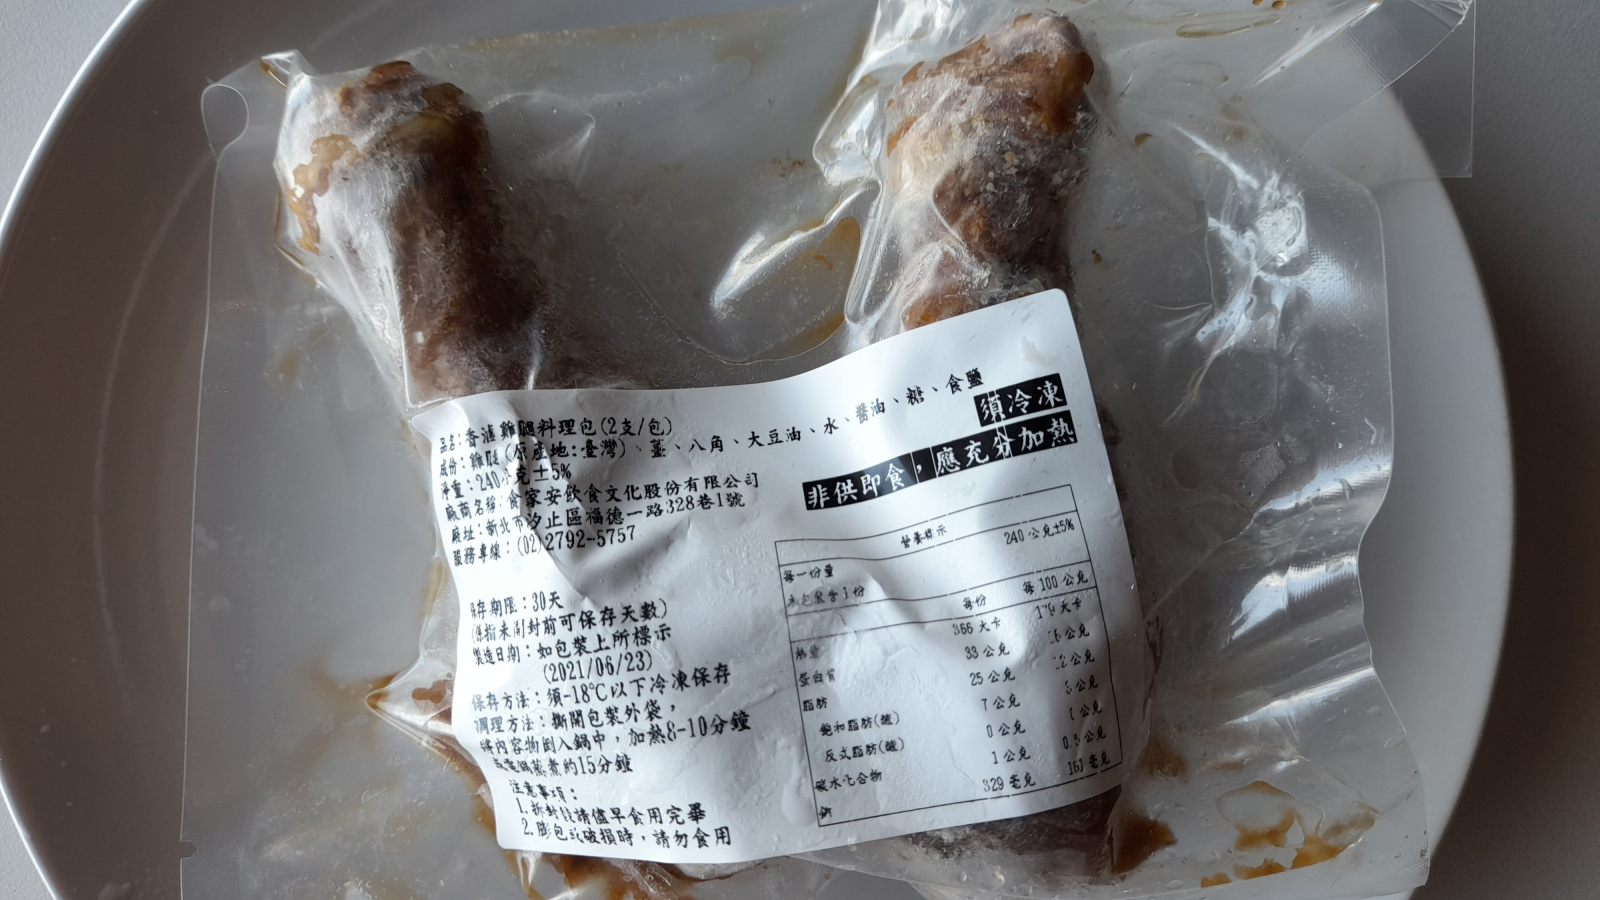 品名:香滷雞腿料理包(2支/包)
成份:雞腿(原產地:臺灣)、薑、八角、大豆油、水、醬油、糖、食鹽
淨重:240公克±5%
廠商名稱:食家安飲食文化股份有限公司
廠址:新北市汐止區福德一路328巷1號
服務專線:(02)2792-5757
須冷凍
非供即食,應充分加熱
保存期限:30天
(係指未開封前可保存天數)
製造日期:如包裝上所標示
(2021/06/23)
保存方法:須-18℃以下冷凍保存
調理方法:撕開包裝外袋,
將內容物倒入鍋中,加熱8-10分鐘
或電鍋蒸煮約15分鐘
注意事項:
1.拆封後請儘早食用完畢
2.膨包或破損時,請勿食用
營養標示
每一份量 240公克±5%
本包裝含1份
每份 每100公克
熱量 366大卡 大卡
蛋白質 33公克 公克
脂肪 25公克 公克
飽和脂肪(酸) 7公克 公克
反式脂肪(酸) 0公克 公克
碳水化合物 1公克 公克
鈉 329毫克 毫克